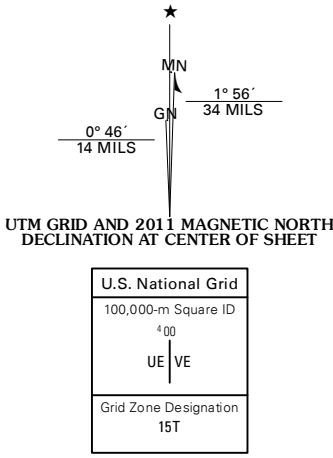 ★
MN
GN
1° 56´
34 MILS
0° 46´
14 MILS
UTM GRID AND 2011 MAGNETIC NORTH
DECLINATION AT CENTER OF SHEET
U.S. National Grid
100,000-m Square ID
⁴00
UE VE
Grid Zone Designation
15T